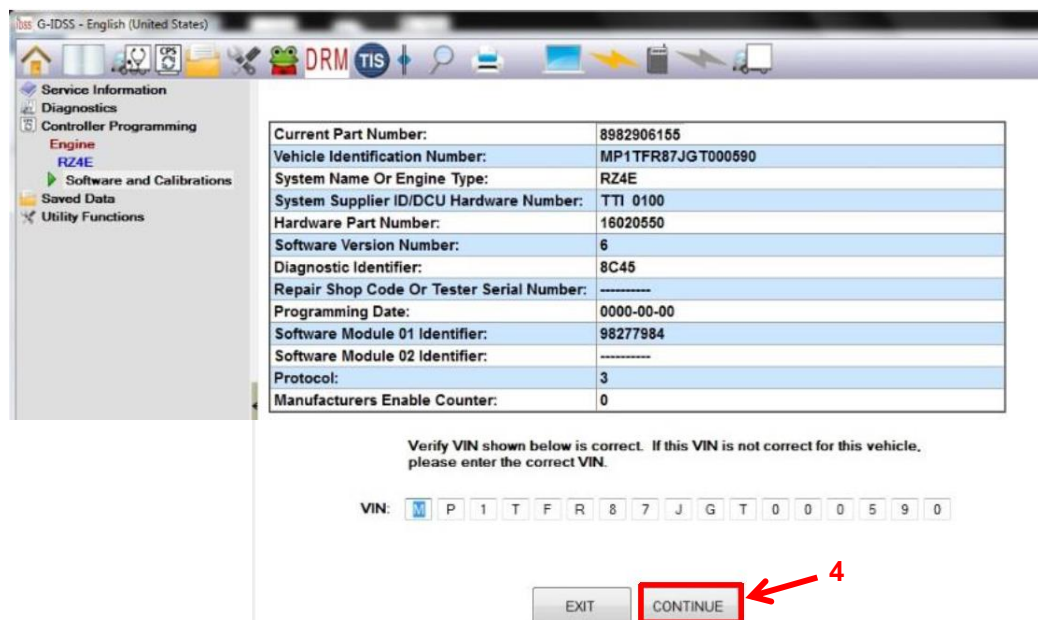 G-IDSS - English (United States)
CPS DRM TIS
Service Information
Diagnostics
Controller Programming
Engine
RZ4E
Software and Calibrations
Saved Data
Utility Functions
Current Part Number: 8982906155
Vehicle Identification Number: MP1TFR87JGT000590
System Name Or Engine Type: RZ4E
System Supplier ID/DCU Hardware Number: TTI 0100
Hardware Part Number: 16020550
Software Version Number: 6
Diagnostic Identifier: 8C45
Repair Shop Code Or Tester Serial Number: ----------
Programming Date: 0000-00-00
Software Module 01 Identifier: 98277984
Software Module 02 Identifier: ----------
Protocol: 3
Manufacturers Enable Counter: 0
Verify VIN shown below is correct. If this VIN is not correct for this vehicle,
please enter the correct VIN.
VIN: M P 1 T F R 8 7 J G T 0 0 0 5 9 0
4
EXIT CONTINUE